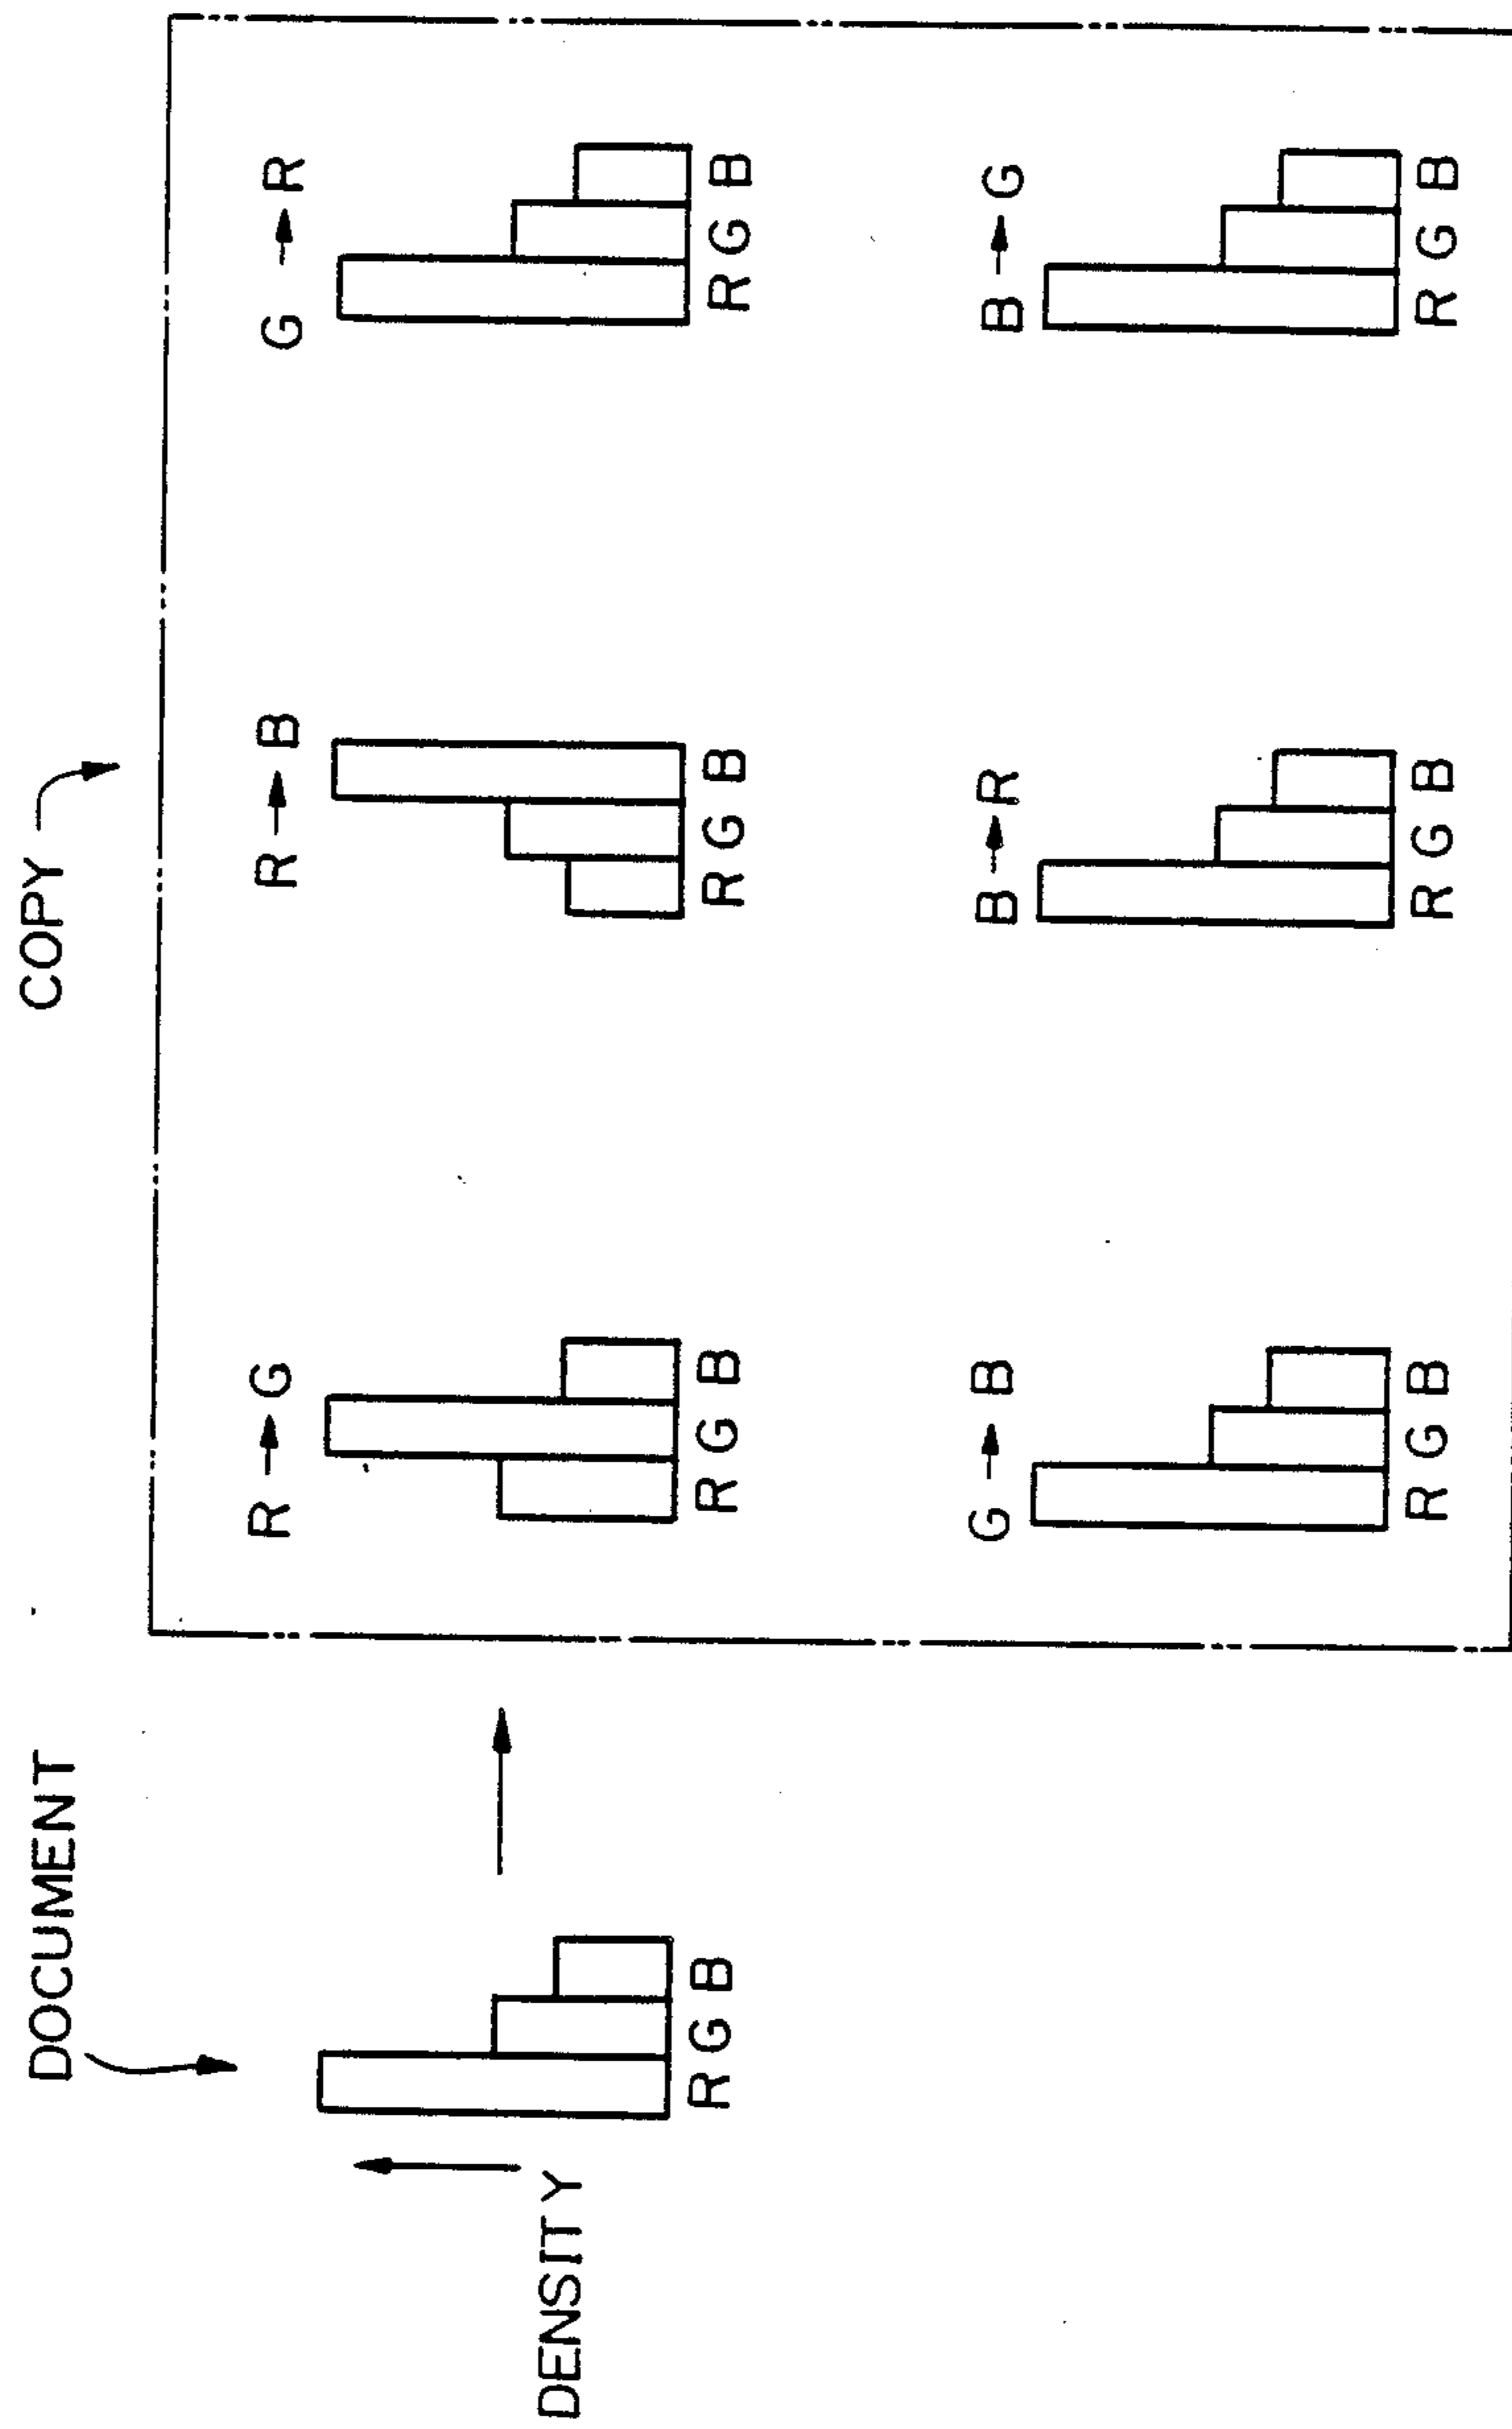 COPY
DOCUMENT
R→G
R→B
G→R
DENSITY
R G B
R G B
R G B
R G B
G→B
B→R
B→G
R G B
R G B
R G B